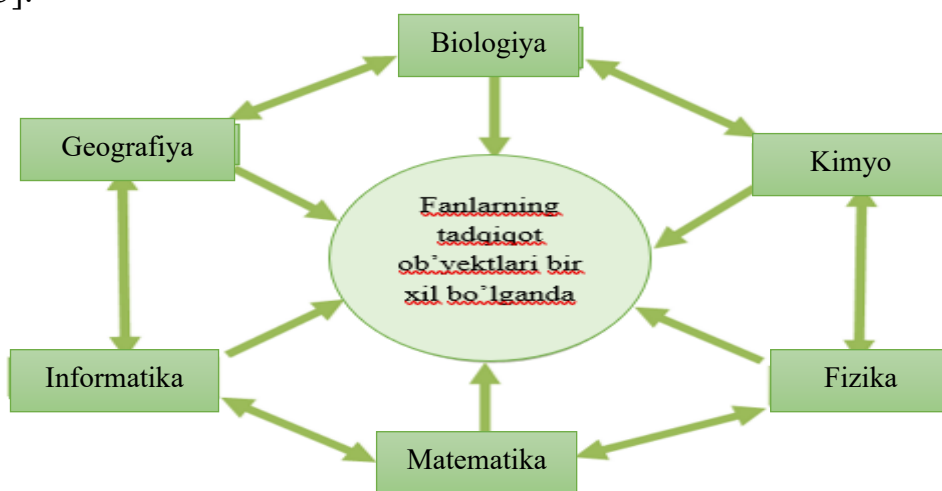 Biologiya
Geografiya
Kimyo
Fanlarning
tadqiqot
ob’yektlari bir
xil bo’lganda
Informatika
Fizika
Matematika